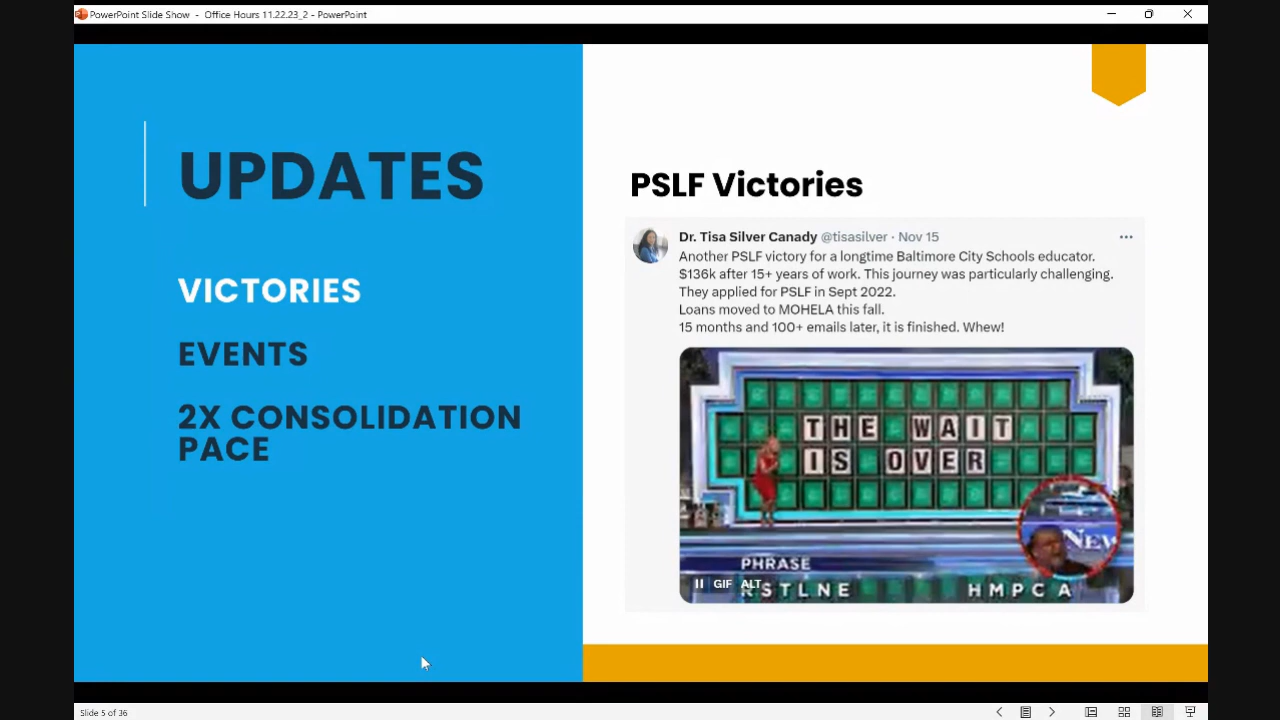 PowerPoint Slide Show - Office Hours 11.22.23_2 - PowerPoint
UPDATES
VICTORIES
EVENTS
2X CONSOLIDATION
PACE
PSLF Victories
Dr. Tisa Silver Canady @tisasilver · Nov 15
Another PSLF victory for a longtime Baltimore City Schools educator.
$136k after 15+ years of work. This journey was particularly challenging.
They applied for PSLF in Sept 2022.
Loans moved to MOHELA this fall.
15 months and 100+ emails later, it is finished. Whew!
THE WAIT
IS OVER
PHRASE
GIF ALT
RSTLNE HMPCA
Slide 5 of 36